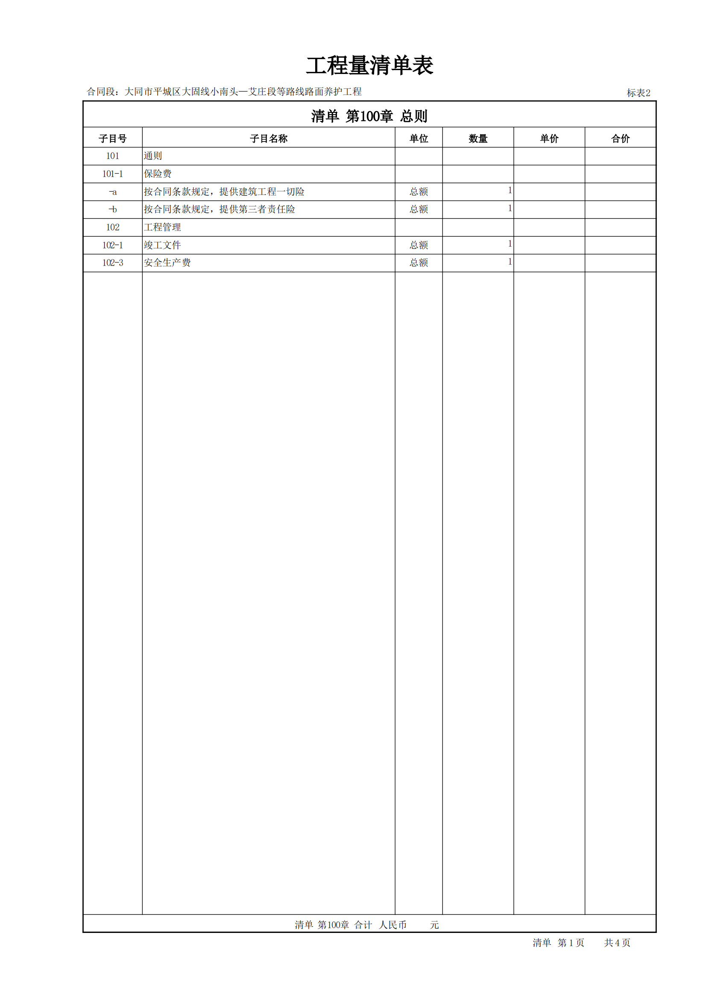 工程量清单表
合同段：大同市平城区大固线小南头—艾庄段等路线路面养护工程 标表2
清单 第100章 总则
子目号 子目名称 单位 数量 单价 合价
101 通则
101-1 保险费
-a 按合同条款规定，提供建筑工程一切险 总额 1
-b 按合同条款规定，提供第三者责任险 总额 1
102 工程管理
102-1 竣工文件 总额 1
102-3 安全生产费 总额 1
清单 第100章 合计 人民币 元
清单 第1页 共4页